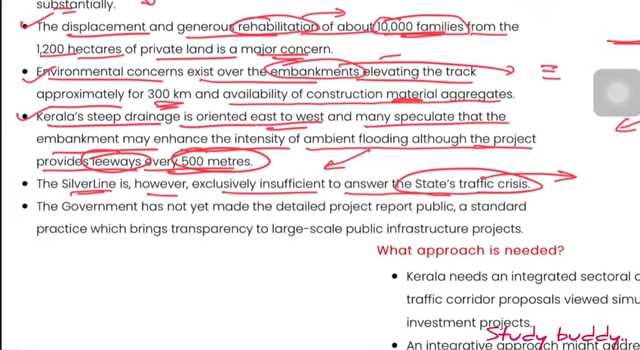 substantially.
• The displacement and generous rehabilitation of about 10,000 families from the
1,200 hectares of private land is a major concern.
• Environmental concerns exist over the embankments elevating the track
approximately for 300 km and availability of construction material aggregates.
• Kerala's steep drainage is oriented east to west and many speculate that the
embankment may enhance the intensity of ambient flooding although the project
provides leeways every 500 metres.
• The SilverLine is, however, exclusively insufficient to answer the State's traffic crisis.
• The Government has not yet made the detailed project report public, a standard
practice which brings transparency to large-scale public infrastructure projects.
What approach is needed?
• Kerala needs an integrated sectoral
traffic corridor proposals viewed simu
investment projects.
• An integrative approach might addre
Study buddy.